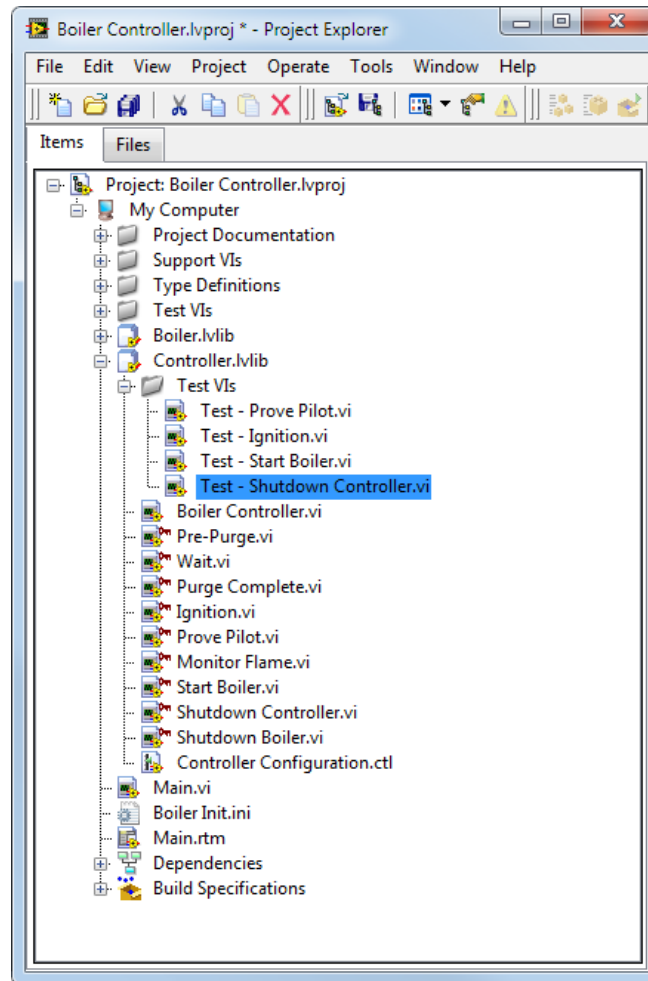 Boiler Controller.lvproj * - Project Explorer
File Edit View Project Operate Tools Window Help
Items Files
Project: Boiler Controller.lvproj
My Computer
Project Documentation
Support VIs
Type Definitions
Test VIs
Boiler.lvlib
Controller.lvlib
Test VIs
Test - Prove Pilot.vi
Test - Ignition.vi
Test - Start Boiler.vi
Test - Shutdown Controller.vi
Boiler Controller.vi
Pre-Purge.vi
Wait.vi
Purge Complete.vi
Ignition.vi
Prove Pilot.vi
Monitor Flame.vi
Start Boiler.vi
Shutdown Controller.vi
Shutdown Boiler.vi
Controller Configuration.ctl
Main.vi
Boiler Init.ini
Main.rtm
Dependencies
Build Specifications